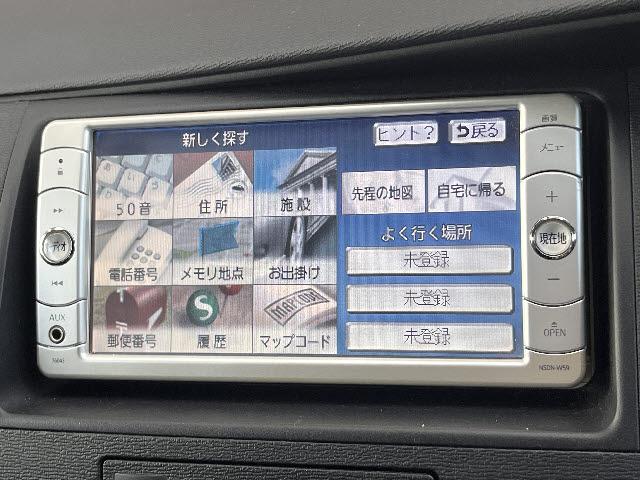 新しく探す
ヒント?
戻る
画質
メニュー
50音
住所
施設
先程の地図
自宅に帰る
よく行く場所
現在地
電話番号
メモリ地点
お出掛け
未登録
未登録
未登録
AUX
郵便番号
履歴
マップコード
MAPCODE
S
OPEN
NSDN-W59